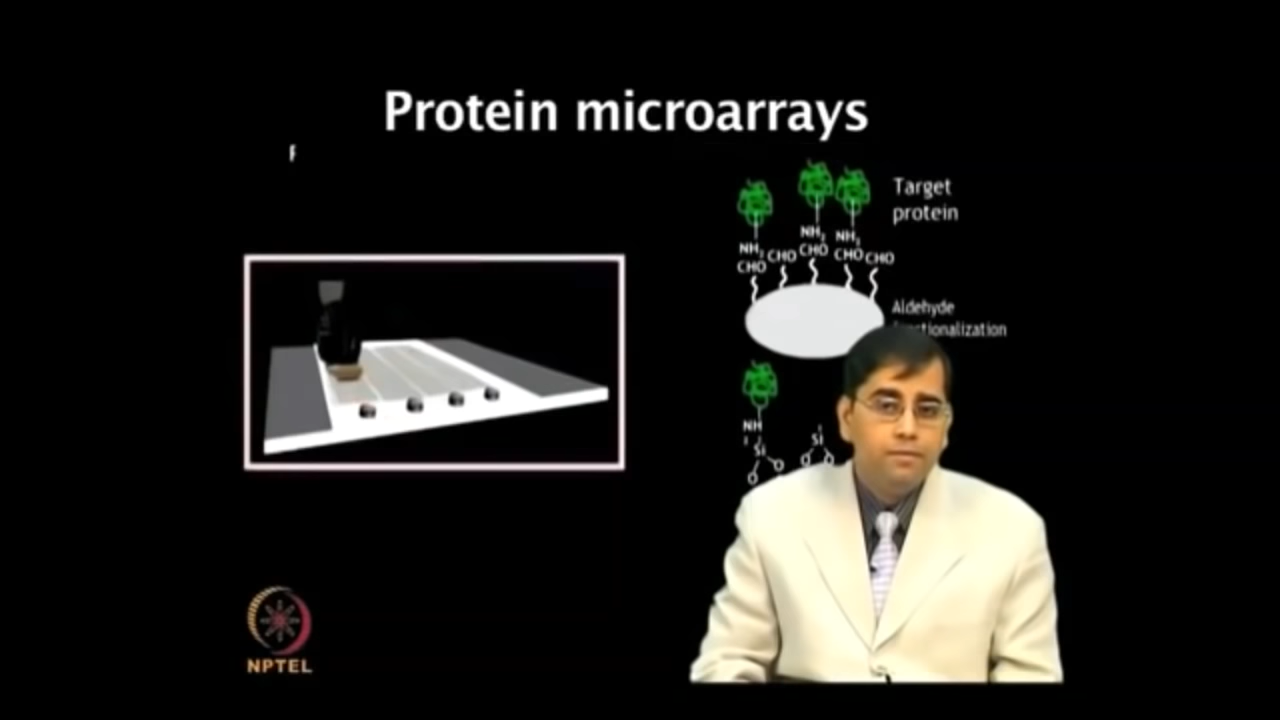 Protein microarrays
Target
protein
NH2 NH2 NH2
CHO CHO CHO CHO CHO
Aldehyde
NH
Si Si
O O O O
NPTEL